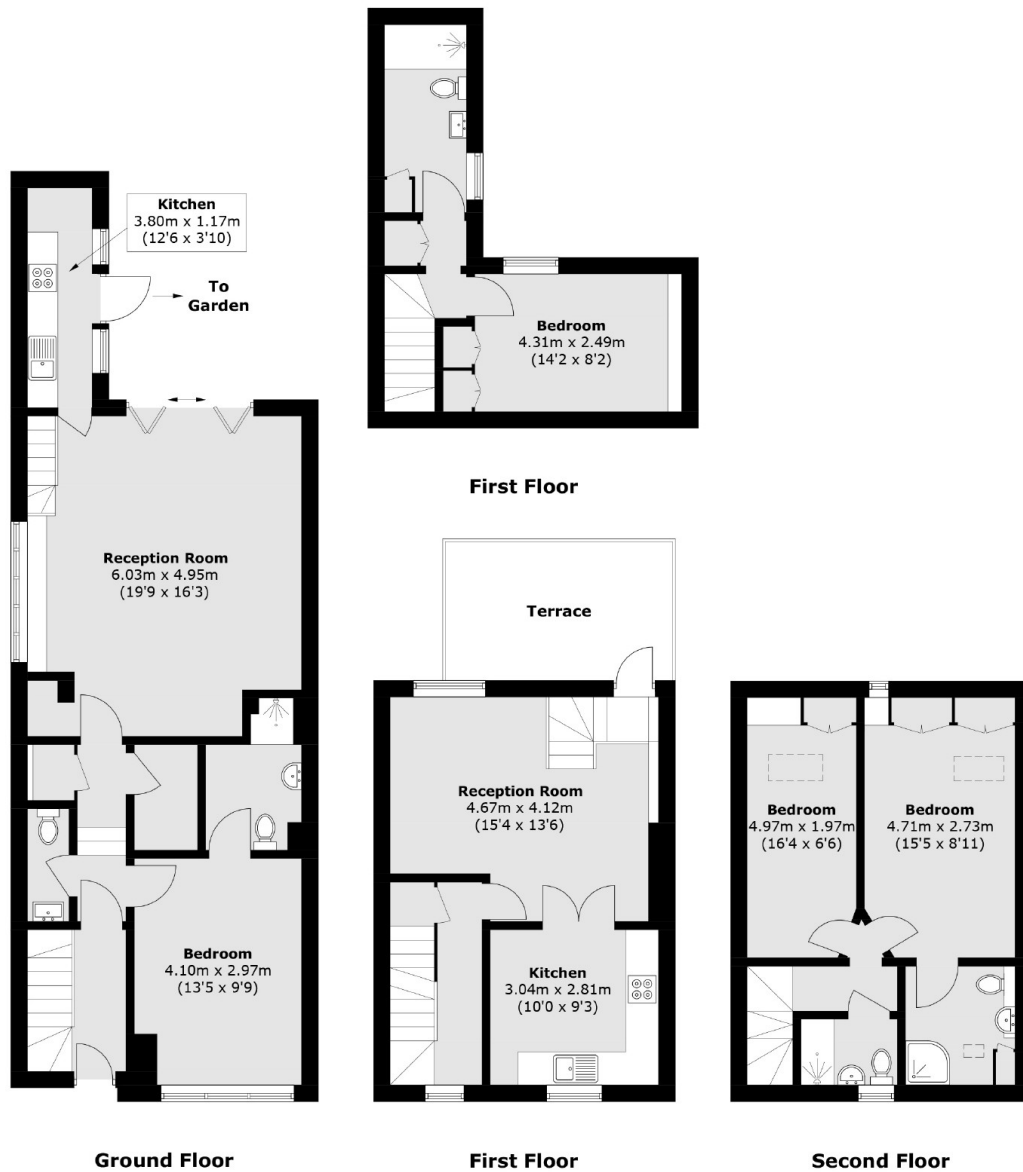 Kitchen
3.80m x 1.17m
(12'6 x 3'10)
To
Garden
Bedroom
4.31m x 2.49m
(14'2 x 8'2)
First Floor
Reception Room
6.03m x 4.95m
(19'9 x 16'3)
Terrace
Reception Room
4.67m x 4.12m
(15'4 x 13'6)
Bedroom
4.97m x 1.97m
(16'4 x 6'6)
Bedroom
4.71m x 2.73m
(15'5 x 8'11)
Bedroom
4.10m x 2.97m
(13'5 x 9'9)
Kitchen
3.04m x 2.81m
(10'0 x 9'3)
Ground Floor
First Floor
Second Floor